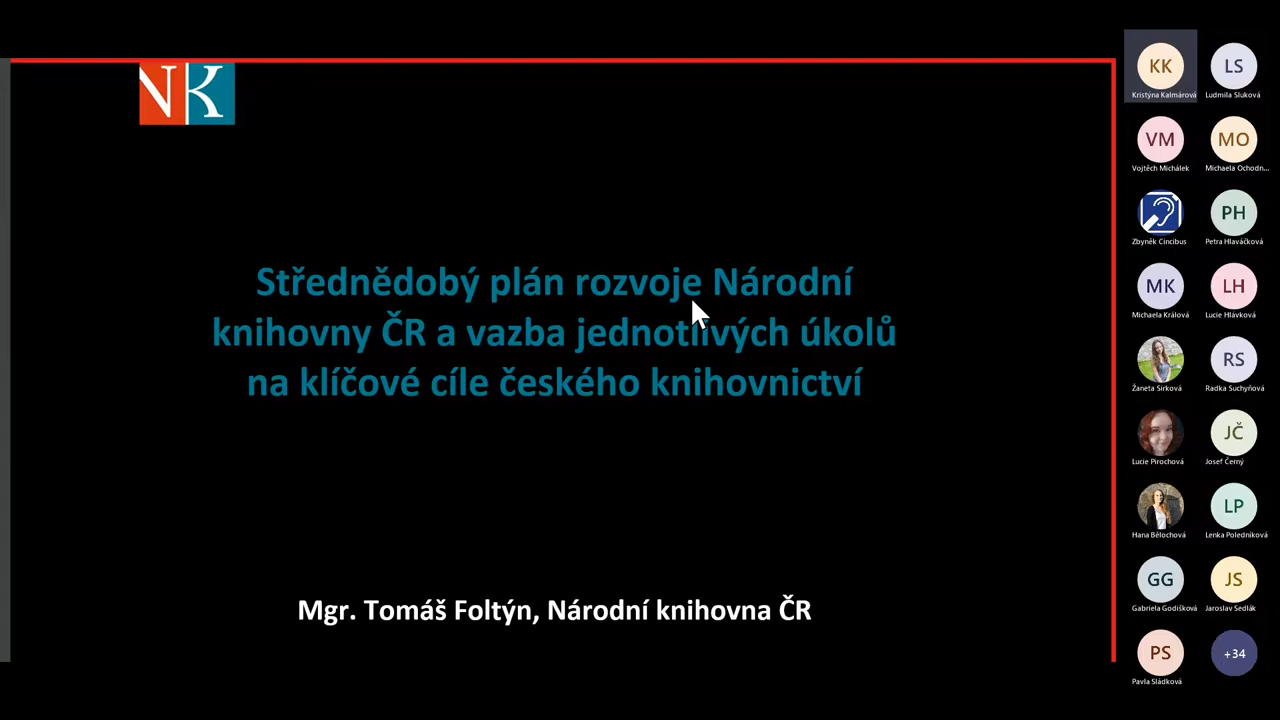 NK
Střednědobý plán rozvoje Národní
knihovny ČR a vazba jednotlivých úkolů
na klíčové cíle českého knihovnictví
Mgr. Tomáš Foltýn, Národní knihovna ČR
KK
Kristýna Kalmárová
LS
Ludmila Sluková
VM
Vojtěch Michálek
MO
Michaela Ochodn...
Zbyněk Cincibus
PH
Petra Hlaváčková
MK
Michaela Králová
LH
Lucie Hlávková
Žaneta Sirková
RS
Radka Suchyňová
Lucie Pirochová
JČ
Josef Černý
Hana Bělochová
LP
Lenka Poledníková
GG
Gabriela Godišková
JS
Jaroslav Sedlák
PS
Pavla Sládková
+34